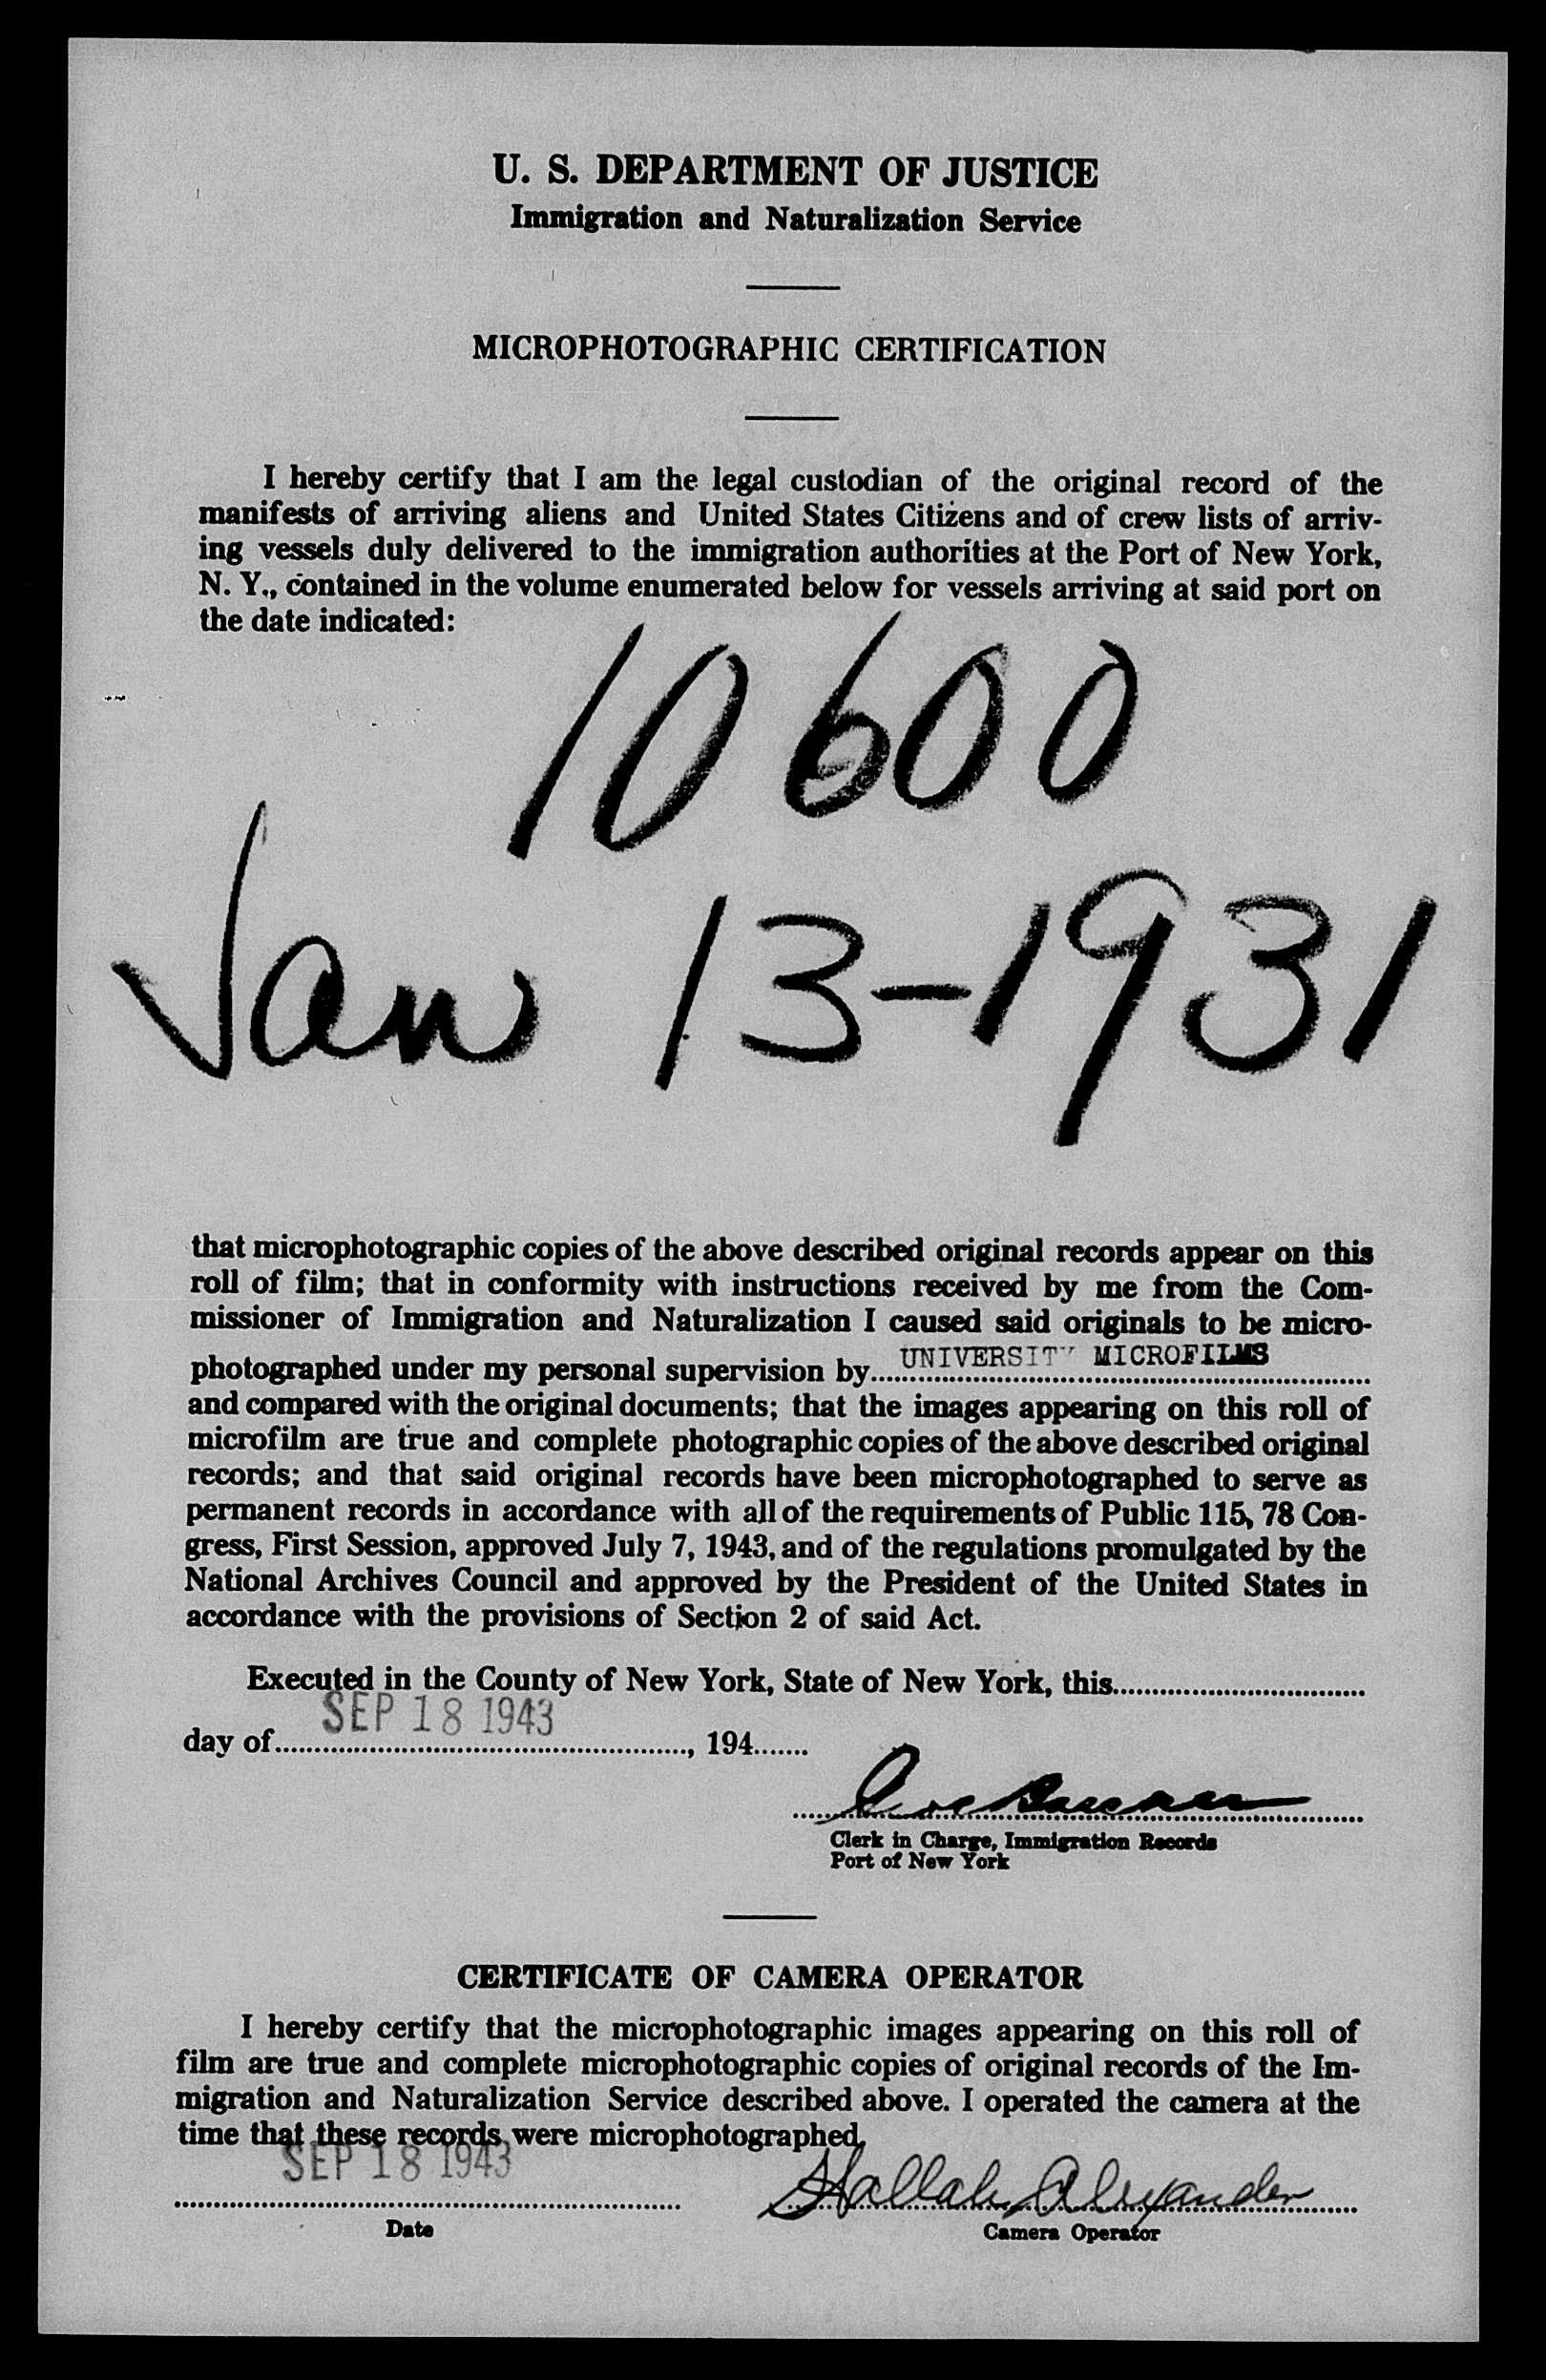 U. S. DEPARTMENT OF JUSTICE
Immigration and Naturalization Service
MICROPHOTOGRAPHIC CERTIFICATION
I hereby certify that I am the legal custodian of the original record of the
manifests of arriving aliens and United States Citizens and of crew lists of arriv-
ing vessels duly delivered to the immigration authorities at the Port of New York,
N. Y., contained in the volume enumerated below for vessels arriving at said port on
the date indicated:
10600
Jan 13-1931
that microphotographic copies of the above described original records appear on this
roll of film; that in conformity with instructions received by me from the Com-
missioner of Immigration and Naturalization I caused said originals to be micro-
photographed under my personal supervision by UNIVERSITY MICROFILMS
and compared with the original documents; that the images appearing on this roll of
microfilm are true and complete photographic copies of the above described original
records; and that said original records have been microphotographed to serve as
permanent records in accordance with all of the requirements of Public 115, 78 Con-
gress, First Session, approved July 7, 1943, and of the regulations promulgated by the
National Archives Council and approved by the President of the United States in
accordance with the provisions of Section 2 of said Act.
Executed in the County of New York, State of New York, this
day of SEP 18 1943, 194
Clerk in Charge, Immigration Records
Port of New York
CERTIFICATE OF CAMERA OPERATOR
I hereby certify that the microphotographic images appearing on this roll of
film are true and complete microphotographic copies of original records of the Im-
migration and Naturalization Service described above. I operated the camera at the
time that these records were microphotographed.
SEP 18 1943 Hallah Alexander
Date
Camera Operator